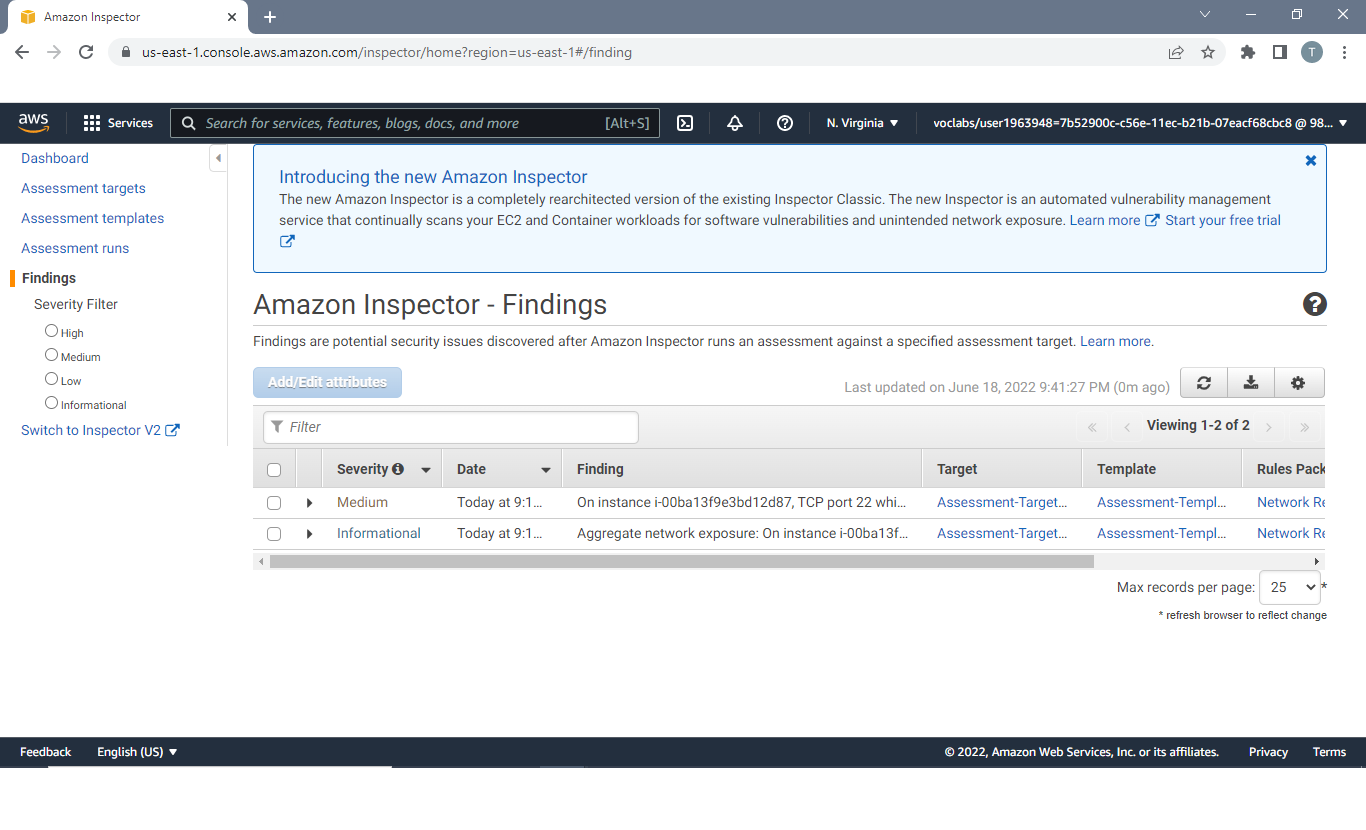 Amazon Inspector
us-east-1.console.aws.amazon.com/inspector/home?region=us-east-1#/finding
T
aws
Services
Search for services, features, blogs, docs, and more
[Alt+S]
N. Virginia
voclabs/user1963948=7b52900c-c56e-11ec-b21b-07eacf68cbc8 @ 98...
Dashboard
Assessment targets
Assessment templates
Assessment runs
Findings
Severity Filter
High
Medium
Low
Informational
Switch to Inspector V2
Introducing the new Amazon Inspector
The new Amazon Inspector is a completely rearchitected version of the existing Inspector Classic. The new Inspector is an automated vulnerability management
service that continually scans your EC2 and Container workloads for software vulnerabilities and unintended network exposure. Learn more Start your free trial
Amazon Inspector - Findings
Findings are potential security issues discovered after Amazon Inspector runs an assessment against a specified assessment target. Learn more.
Add/Edit attributes
Last updated on June 18, 2022 9:41:27 PM (0m ago)
Filter
Viewing 1-2 of 2
Severity Date Finding Target Template Rules Pack
Medium Today at 9:1... On instance i-00ba13f9e3bd12d87, TCP port 22 whi... Assessment-Target... Assessment-Templ... Network Re
Informational Today at 9:1... Aggregate network exposure: On instance i-00ba13f... Assessment-Target... Assessment-Templ... Network Re
Max records per page: 25 *
* refresh browser to reflect change
Feedback English (US) © 2022, Amazon Web Services, Inc. or its affiliates. Privacy Terms